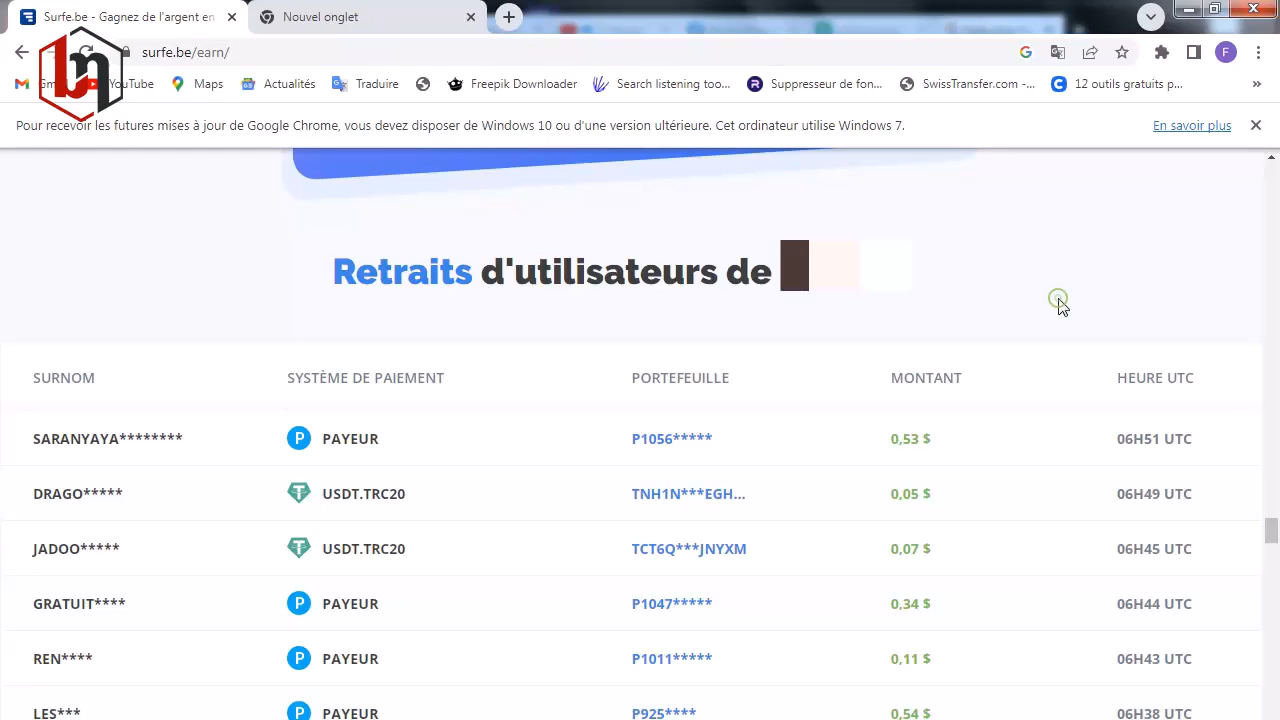 Surfe.be - Gagnez de l'argent en
Nouvel onglet
surfe.be/earn/
YouTube
Maps
Actualités
Traduire
Freepik Downloader
Search listening too...
Suppresseur de fon...
SwissTransfer.com -...
12 outils gratuits p...
Pour recevoir les futures mises à jour de Google Chrome, vous devez disposer de Windows 10 ou d'une version ultérieure. Cet ordinateur utilise Windows 7.
En savoir plus
Retraits d'utilisateurs de
SURNOM SYSTÈME DE PAIEMENT PORTEFEUILLE MONTANT HEURE UTC
SARANYAYA******** PAYEUR P1056***** 0,53 $ 06H51 UTC
DRAGO***** USDT.TRC20 TNH1N***EGH... 0,05 $ 06H49 UTC
JADOO***** USDT.TRC20 TCT6Q***JNYXM 0,07 $ 06H45 UTC
GRATUIT**** PAYEUR P1047***** 0,34 $ 06H44 UTC
REN**** PAYEUR P1011***** 0,11 $ 06H43 UTC
LES*** PAYEUR P925**** 0,54 $ 06H38 UTC